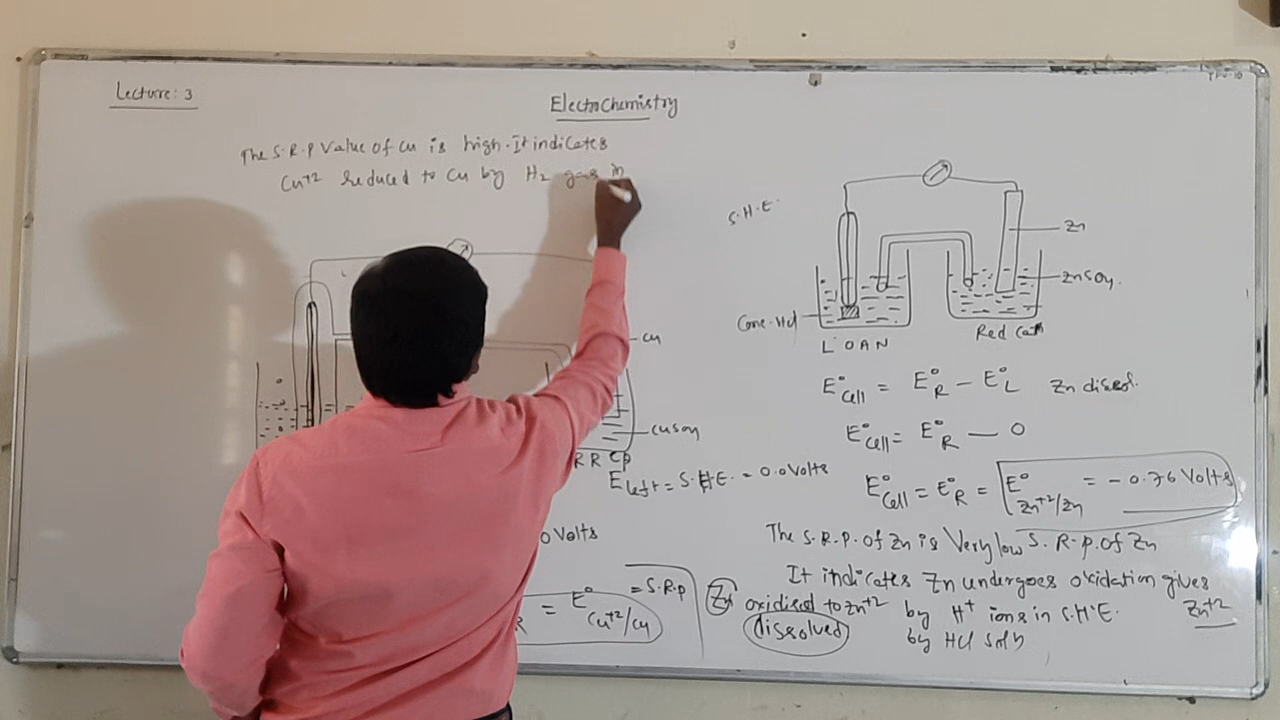 Lecture: 3
ElectroChemistry
The S.R.P Value of Cu is high. It indicates
Cu+2 Reduced to Cu by H2 gas in
Cu
CuSO4
R R CP
E left = S.H.E. = 0.0 Volts
0 Volts
R = E° Cu+2/Cu = S.R.P
S.H.E.
Zn
ZnSO4.
Conc. Hcl
L O A N
Red Cat
E°Cell = E°R - E°L Zn dissol.
E°Cell = E°R - 0
E°Cell = E°R = E°Zn+2/Zn = - 0.76 Volts
The S.R.P. of Zn is Very low S.R.P. of Zn
It indicates Zn undergoes oxidation gives
Zn oxidised to Zn+2 by H+ ions in S.H.E. Zn+2
dissolved by HCl soln